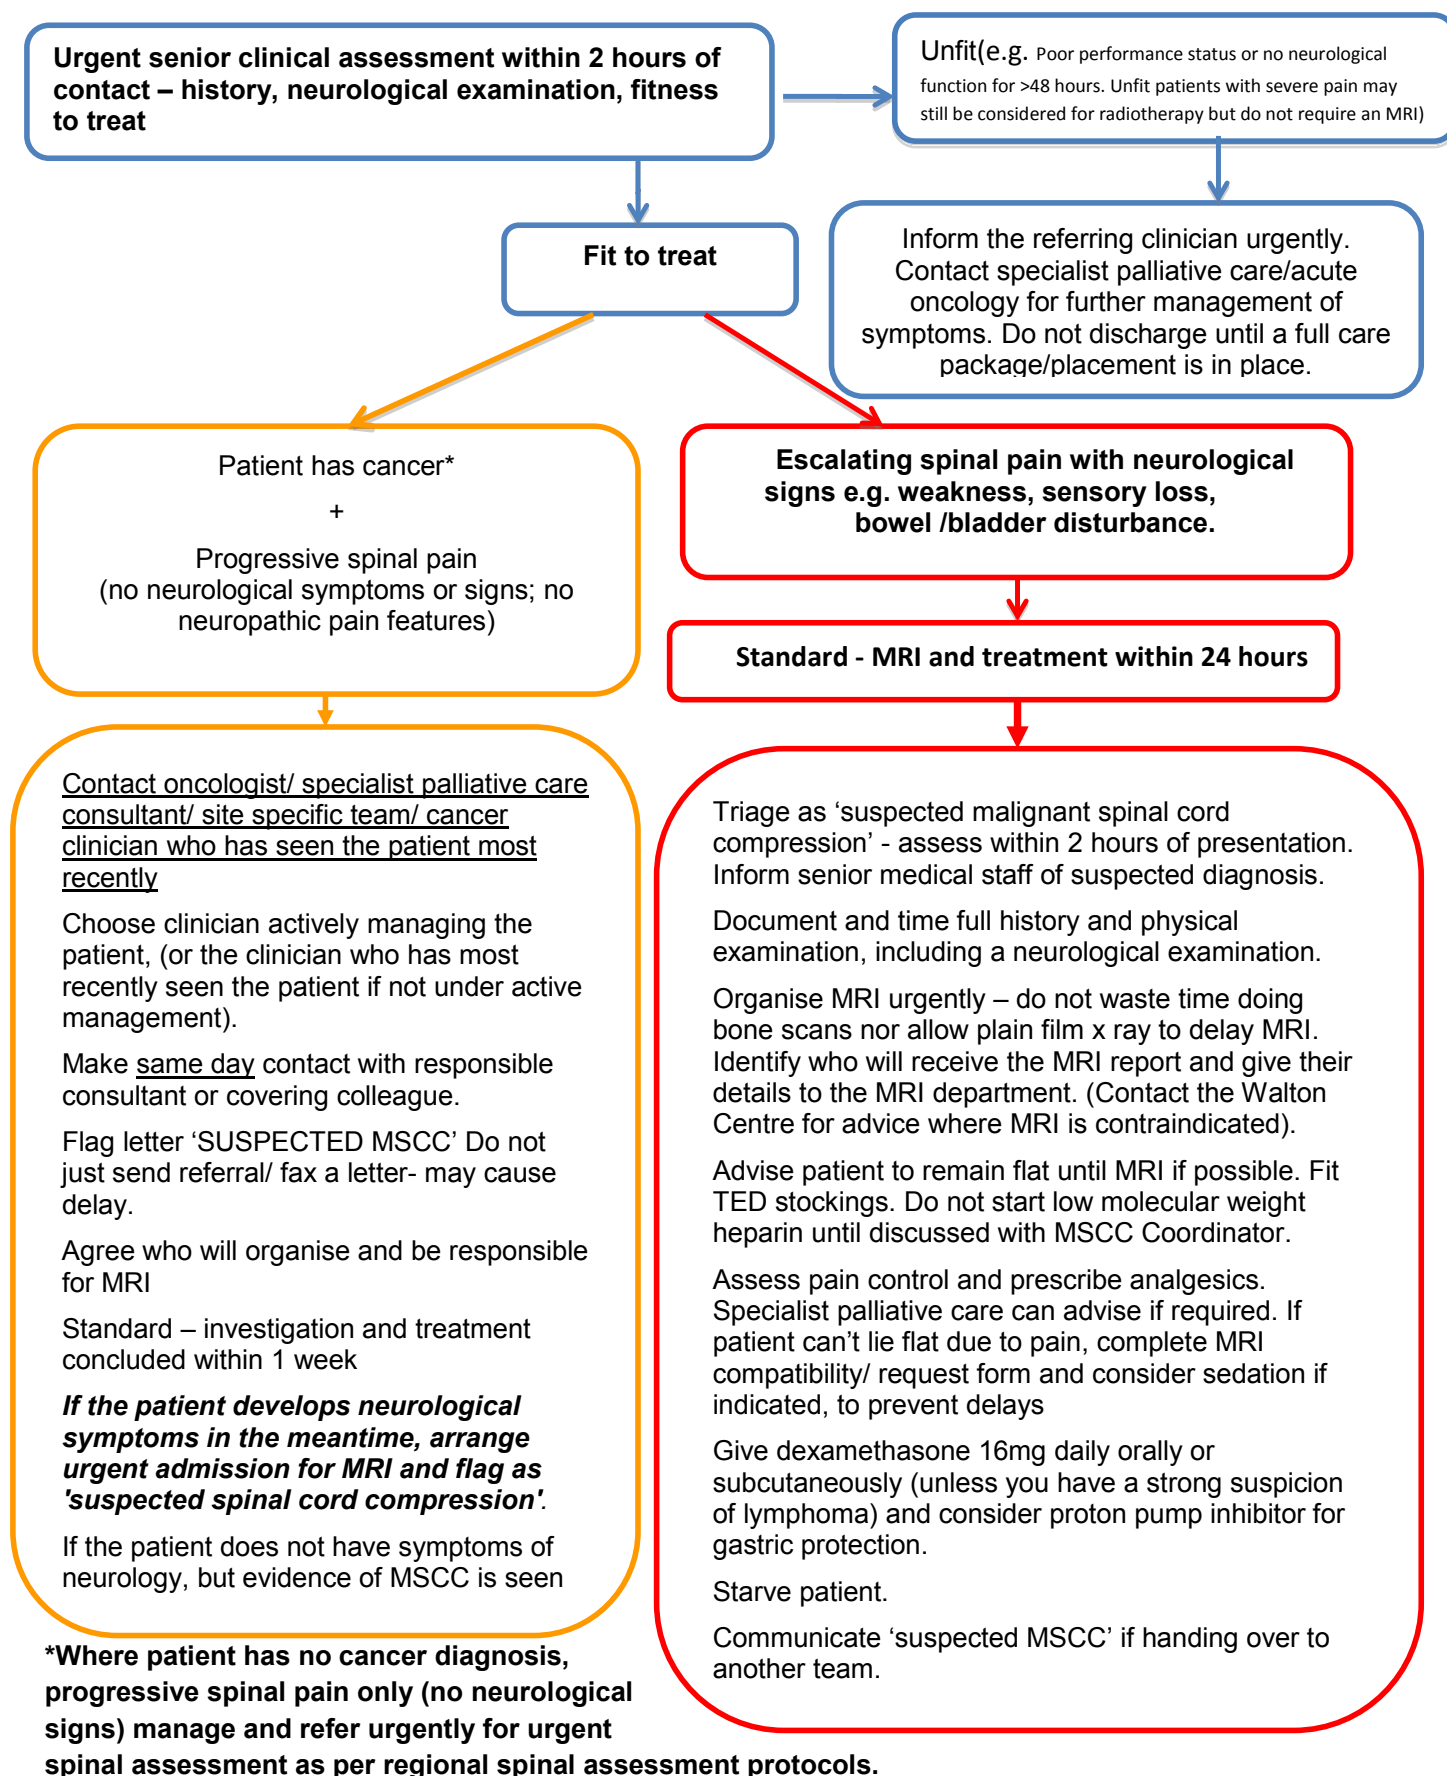 Urgent senior clinical assessment within 2 hours of
contact – history, neurological examination, fitness
to treat
Unfit(e.g. Poor performance status or no neurological
function for >48 hours. Unfit patients with severe pain may
still be considered for radiotherapy but do not require an MRI)
Fit to treat
Inform the referring clinician urgently.
Contact specialist palliative care/acute
oncology for further management of
symptoms. Do not discharge until a full care
package/placement is in place.
Patient has cancer*
+
Progressive spinal pain
(no neurological symptoms or signs; no
neuropathic pain features)
Escalating spinal pain with neurological
signs e.g. weakness, sensory loss,
bowel /bladder disturbance.
Standard - MRI and treatment within 24 hours
Contact oncologist/ specialist palliative care
consultant/ site specific team/ cancer
clinician who has seen the patient most
recently
Choose clinician actively managing the
patient, (or the clinician who has most
recently seen the patient if not under active
management).
Make same day contact with responsible
consultant or covering colleague.
Flag letter ‘SUSPECTED MSCC’ Do not
just send referral/ fax a letter- may cause
delay.
Agree who will organise and be responsible
for MRI
Standard – investigation and treatment
concluded within 1 week
If the patient develops neurological
symptoms in the meantime, arrange
urgent admission for MRI and flag as
'suspected spinal cord compression'.
If the patient does not have symptoms of
neurology, but evidence of MSCC is seen
Triage as ‘suspected malignant spinal cord
compression’ - assess within 2 hours of presentation.
Inform senior medical staff of suspected diagnosis.
Document and time full history and physical
examination, including a neurological examination.
Organise MRI urgently – do not waste time doing
bone scans nor allow plain film x ray to delay MRI.
Identify who will receive the MRI report and give their
details to the MRI department. (Contact the Walton
Centre for advice where MRI is contraindicated).
Advise patient to remain flat until MRI if possible. Fit
TED stockings. Do not start low molecular weight
heparin until discussed with MSCC Coordinator.
Assess pain control and prescribe analgesics.
Specialist palliative care can advise if required. If
patient can’t lie flat due to pain, complete MRI
compatibility/ request form and consider sedation if
indicated, to prevent delays
Give dexamethasone 16mg daily orally or
subcutaneously (unless you have a strong suspicion
of lymphoma) and consider proton pump inhibitor for
gastric protection.
Starve patient.
Communicate ‘suspected MSCC’ if handing over to
another team.
*Where patient has no cancer diagnosis,
progressive spinal pain only (no neurological
signs) manage and refer urgently for urgent
spinal assessment as per regional spinal assessment protocols.